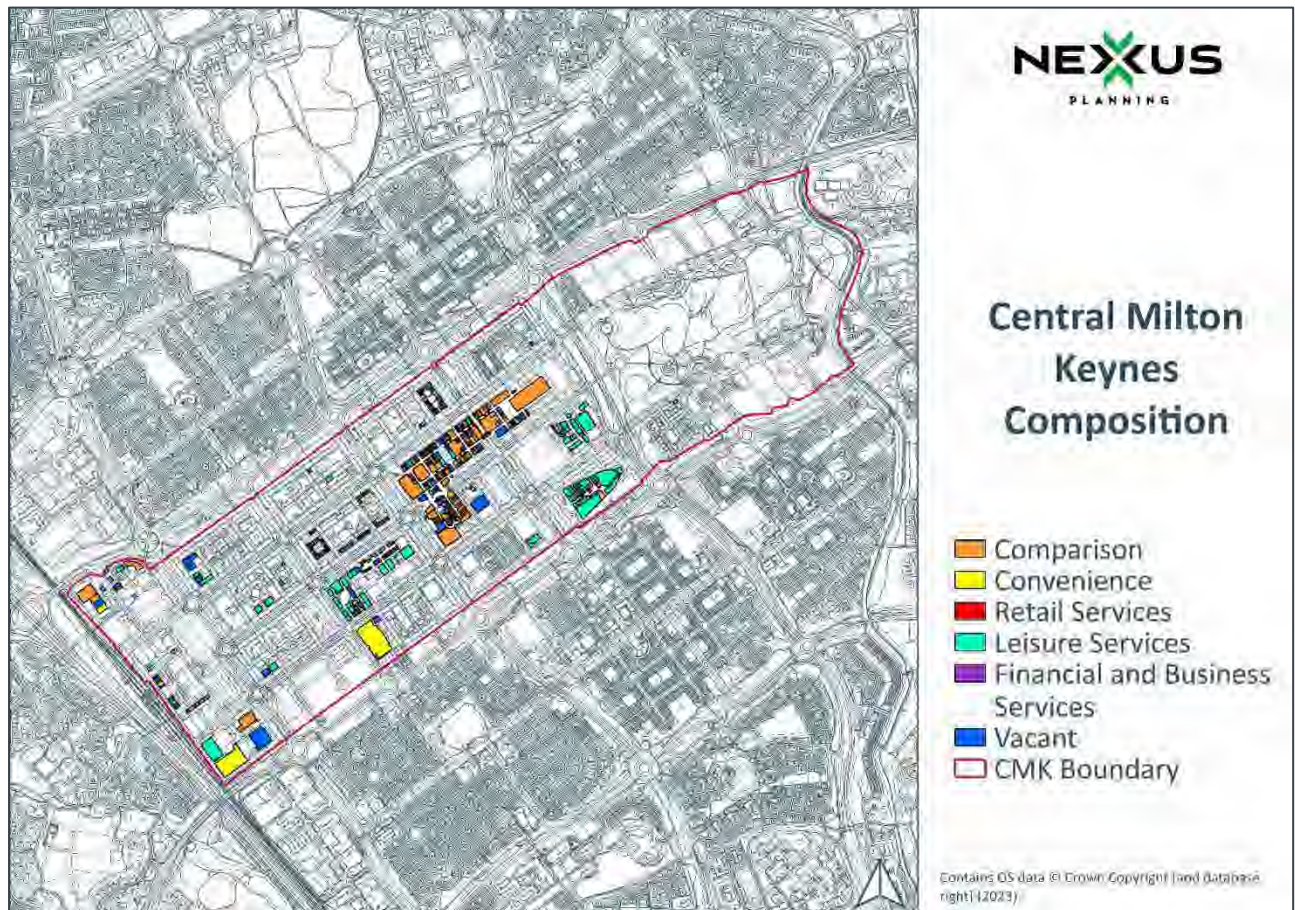 NEXUS
PLANNING
Central Milton
Keynes
Composition
Comparison
Convenience
Retail Services
Leisure Services
Financial and Business
Services
Vacant
CMK Boundary
Contains OS data © Crown Copyright [and database
right] (2023)